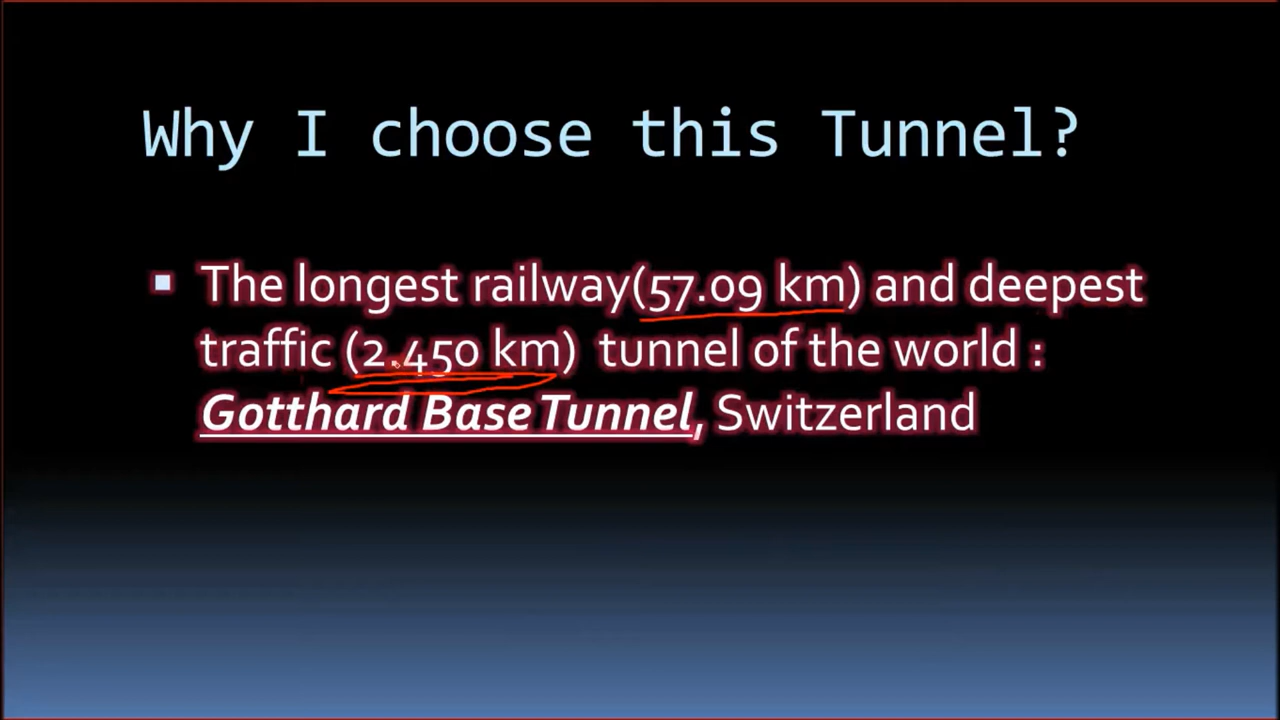 Why I choose this Tunnel?
The longest railway(57.09 km) and deepest
traffic (2.450 km) tunnel of the world :
Gotthard Base Tunnel, Switzerland